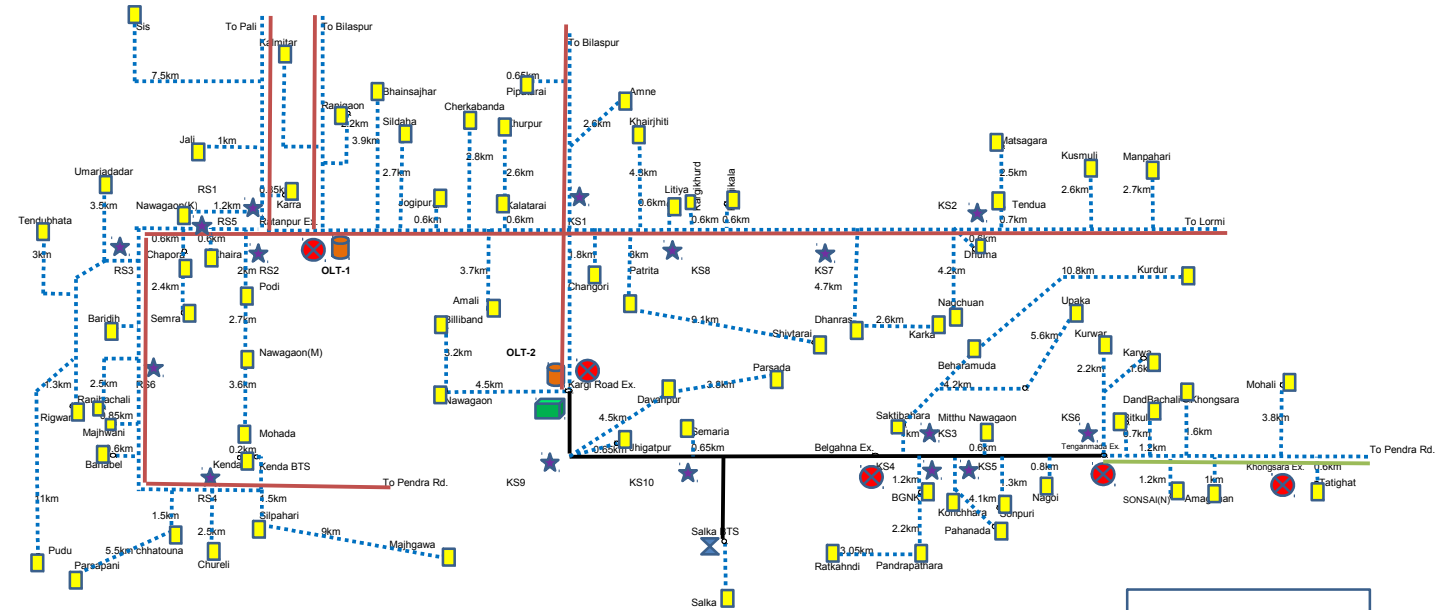 Sis
To Pali
To Bilaspur
To Bilaspur
Kalmitar
7.5km
0.65km
Bhainsajhar
Amne
Cherkabanda
Sildaha
2.2km
Khairjhiti
2.6km
Jali
1km
3.9km
Matsagara
Kusmuli
Manpahari
2.8km
Umariadadar
2.7km
2.6km
4.3km
2.5km
2.6km
2.7km
RS1
Litiya
3.5km
1.2km
Karra
Jogipur
Kalatarai
0.6km
KS2
Tendua
Nawagaon(K)
RS5
Ratanpur Ex.
0.6km
0.6km
KS1
0.6km
0.6km
0.7km
To Lormi
Tendubhata
0.6km
0.6km
Chapora
Khaira
3km
RS3
2km
RS2
OLT-1
3.7km
1.8km
Patrita
KS8
KS7
4.7km
4.2km
Dhuma
10.8km
Kurdur
2.4km
Podi
Changori
Amali
Semra
Baridih
2.7km
Billiband
9.1km
Dhanras
2.6km
Karka
Nagchuan
Upaka
5.6km
Kurwar
Shivtarai
Nawagaon(M)
3.2km
OLT-2
Karwa
Beharamuda
2.2km
1.6km
Parsada
RS6
1.3km
2.5km
3.6km
4.5km
Kargi Road Ex.
3.8km
4.2km
Mohali
Ranibachali
Nawagaon
Davanpur
DandBachali
Khongsara
Rigwar
0.85km
4.5km
Semaria
Saktibahara
Mitthu Nawagaon
KS6
Bitkuli
3.8km
Majhwani
Mohada
1km
KS3
0.7km
1.6km
0.6km
0.2km
0.65km
Jhigatpur
0.65km
Belgahna Ex.
0.6km
Tenganmada Ex.
1.2km
To Pendra Rd.
Banabel
Kenda
Kenda BTS
KS9
KS10
KS4
KS5
0.8km
Khongsara Ex.
0.6km
To Pendra Rd.
1.2km
1.3km
1.2km
1km
Tatighat
RS4
1.5km
BGNK
4.1km
Nagoi
SONSAI(N)
Amagohan
Konchhara
Sonpuri
1.5km
Silpahari
2.5km
9km
Salka BTS
2.2km
Pahanada
Pudu
5.5km
chhatouna
Majhgawa
3.05km
Parsapani
Chureli
Ratkahndi
Pandrapathara
Salka